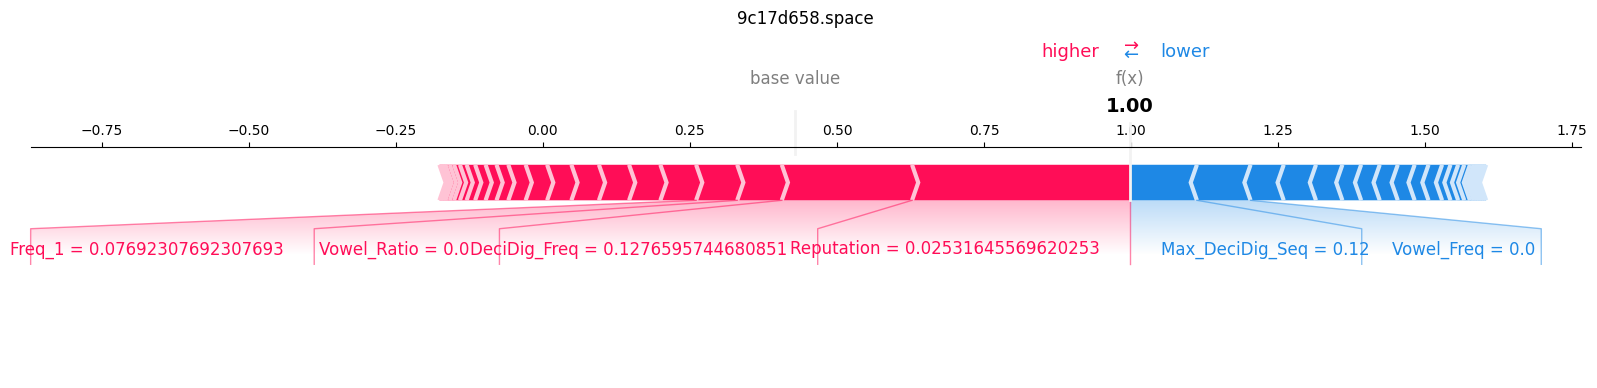 9c17d658.space
higher ⇄ lower
base value f(x)
1.00
−0.75 −0.50 −0.25 0.00 0.25 0.50 0.75 1.00 1.25 1.50 1.75
Freq_1 = 0.07692307692307693 Vowel_Ratio = 0.0 DeciDig_Freq = 0.1276595744680851 Reputation = 0.02531645569620253 Max_DeciDig_Seq = 0.12 Vowel_Freq = 0.0